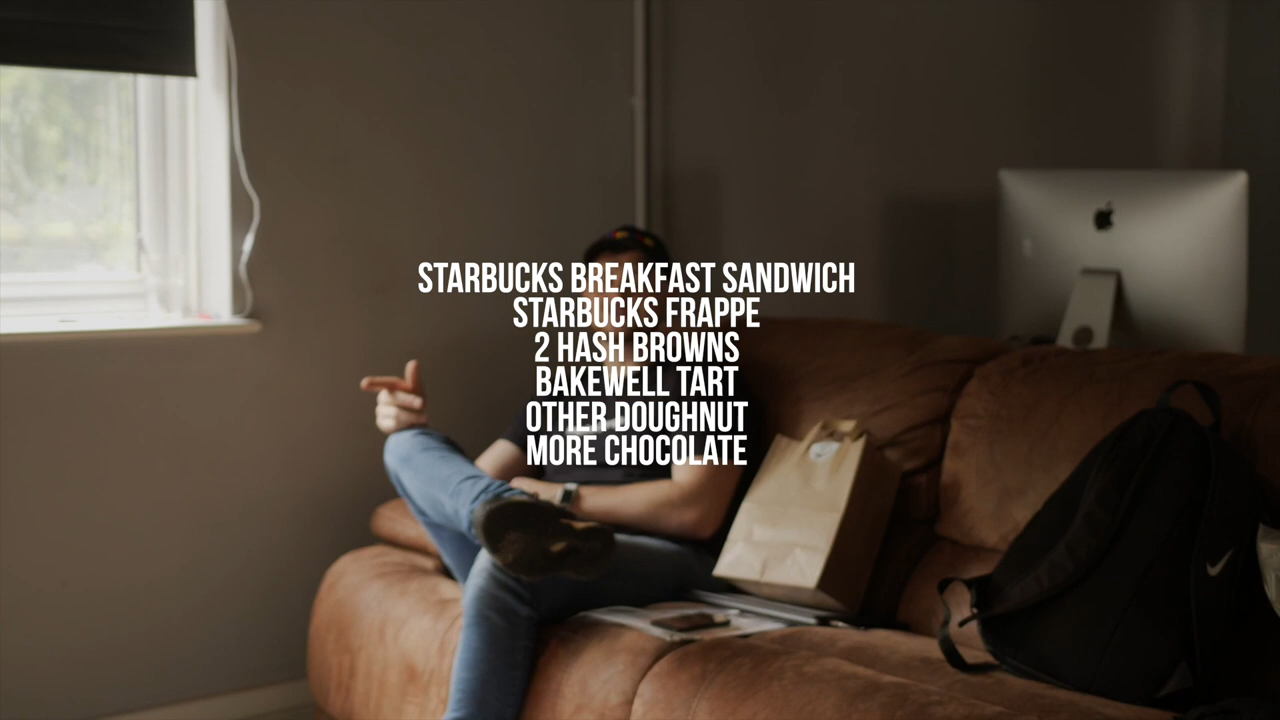 STARBUCKS BREAKFAST SANDWICH
STARBUCKS FRAPPE
2 HASH BROWNS
BAKEWELL TART
OTHER DOUGHNUT
MORE CHOCOLATE